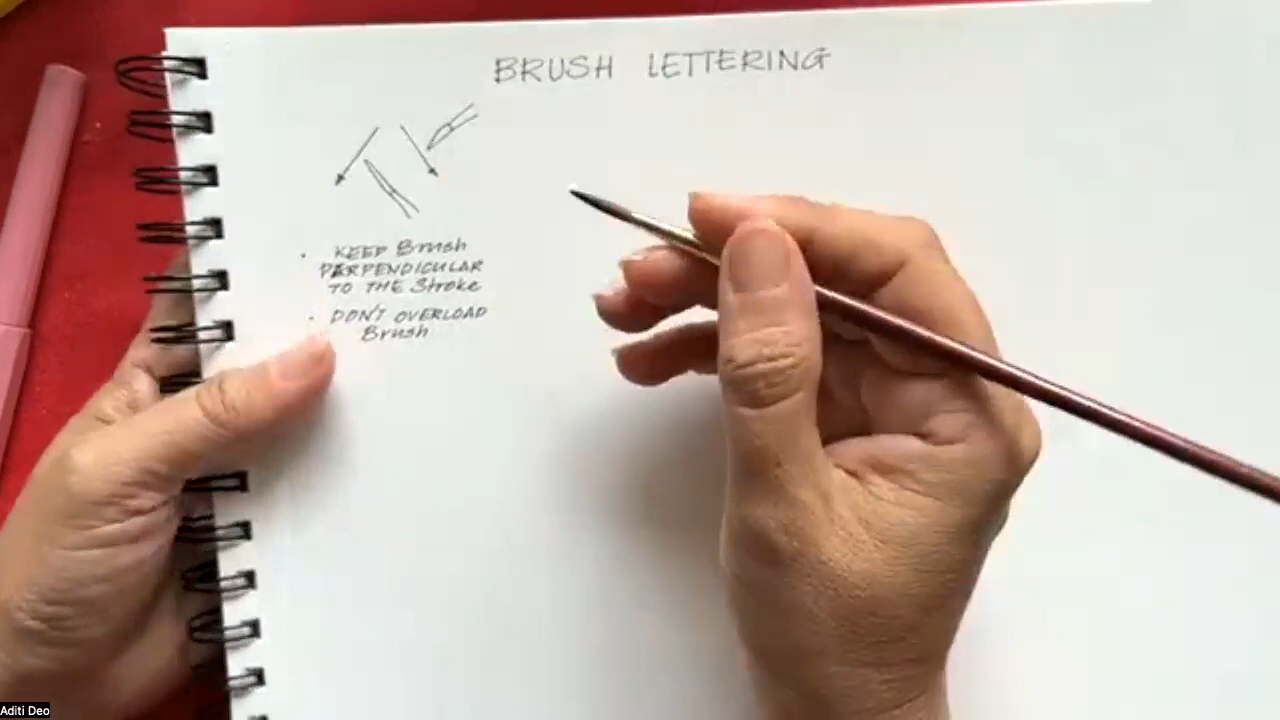 BRUSH LETTERING
• KEEP Brush
PERPENDICULAR
TO THE Stroke
• DON'T OVERLOAD
Brush
Aditi Deo